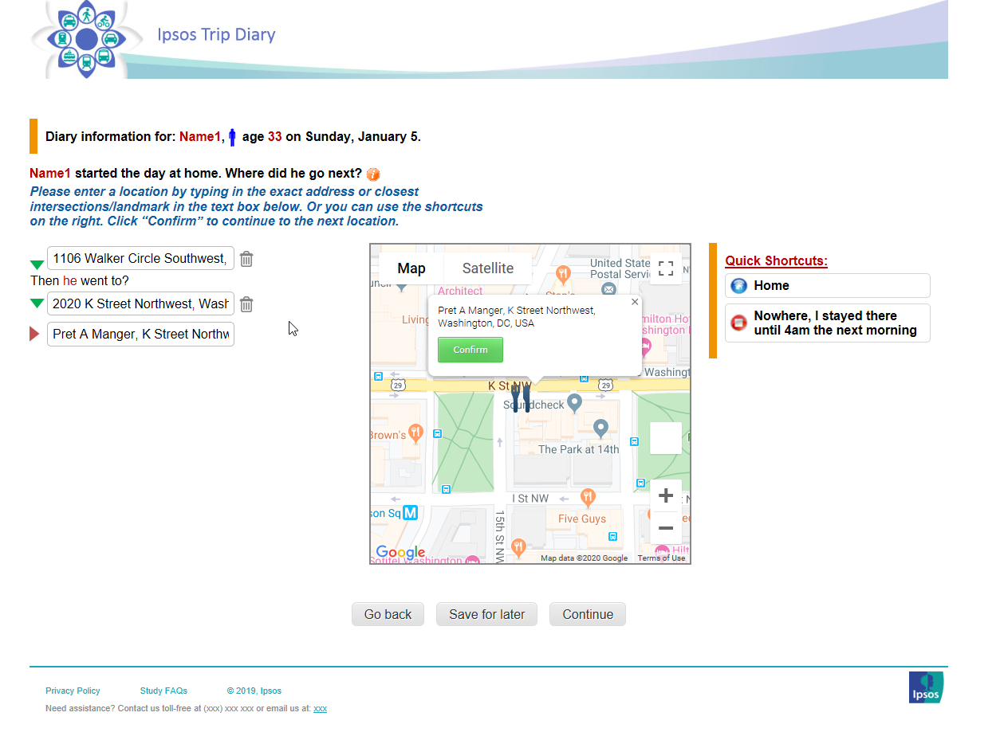 Ipsos Trip Diary
Diary information for: Name1, age 33 on Sunday, January 5.
Name1 started the day at home. Where did he go next?
Please enter a location by typing in the exact address or closest
intersections/landmark in the text box below. Or you can use the shortcuts
on the right. Click “Confirm” to continue to the next location.
1106 Walker Circle Southwest,
Then he went to?
2020 K Street Northwest, Wash
Pret A Manger, K Street Northw
Map
Satellite
United State
Postal Servi
Architect
Living
Pret A Manger, K Street Northwest,
Washington, DC, USA
Confirm
milton Ho
shington
Washingt
29
29
K St NW
Soundcheck
Brown's
The Park at 14th
I St NW
son Sq M
15th St NW
Five Guys
Google
Sofitel Washington
Hilt
Map data ©2020 Google
Terms of Use
Quick Shortcuts:
Home
Nowhere, I stayed there
until 4am the next morning
Go back
Save for later
Continue
Privacy Policy
Study FAQs
© 2019, Ipsos
Need assistance? Contact us toll-free at (xxx) xxx xxx or email us at: xxx
Ipsos